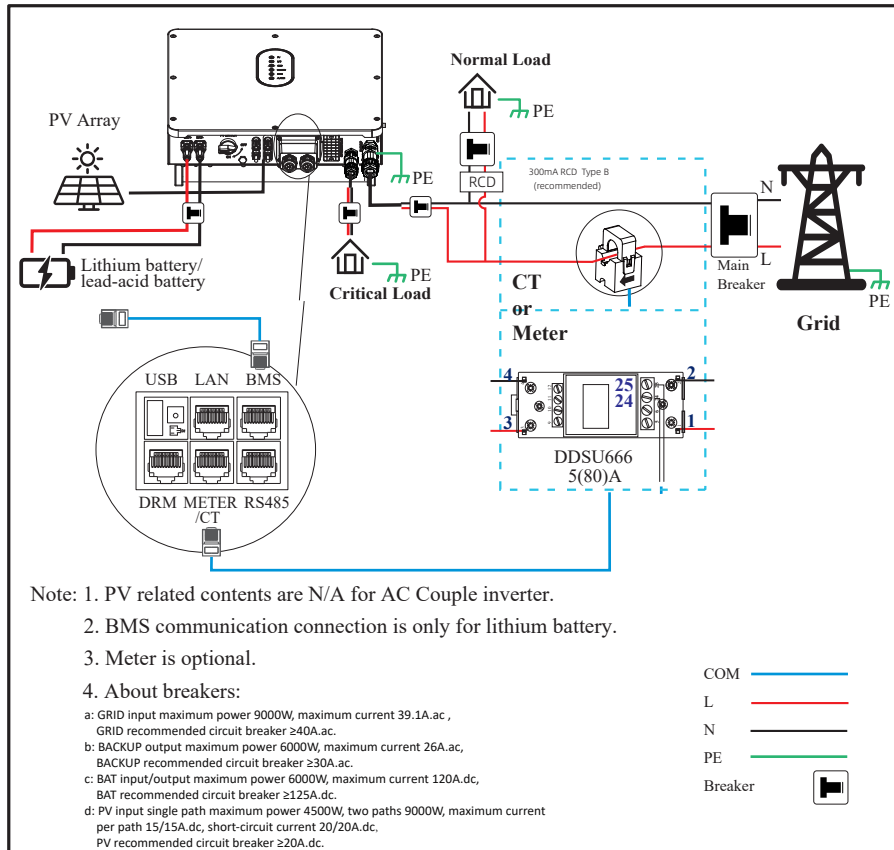 Normal Load
PE
PV Array
300mA RCD Type B
(recommended)
RCD
N
PE
L
Main
Breaker
Lithium battery/
lead-acid battery
PE
Critical Load
CT
or
Meter
PE
Grid
USB LAN BMS
4
25
2
24
3
1
DDSU666
5(80)A
DRM METER RS485
/CT
Note: 1. PV related contents are N/A for AC Couple inverter.
2. BMS communication connection is only for lithium battery.
3. Meter is optional.
4. About breakers:
a: GRID input maximum power 9000W, maximum current 39.1A.ac ,
GRID recommended circuit breaker ≥40A.ac.
b: BACKUP output maximum power 6000W, maximum current 26A.ac,
BACKUP recommended circuit breaker ≥30A.ac.
c: BAT input/output maximum power 6000W, maximum current 120A.dc,
BAT recommended circuit breaker ≥125A.dc.
d: PV input single path maximum power 4500W, two paths 9000W, maximum current
per path 15/15A.dc, short-circuit current 20/20A.dc,
PV recommended circuit breaker ≥20A.dc.
COM
L
N
PE
Breaker